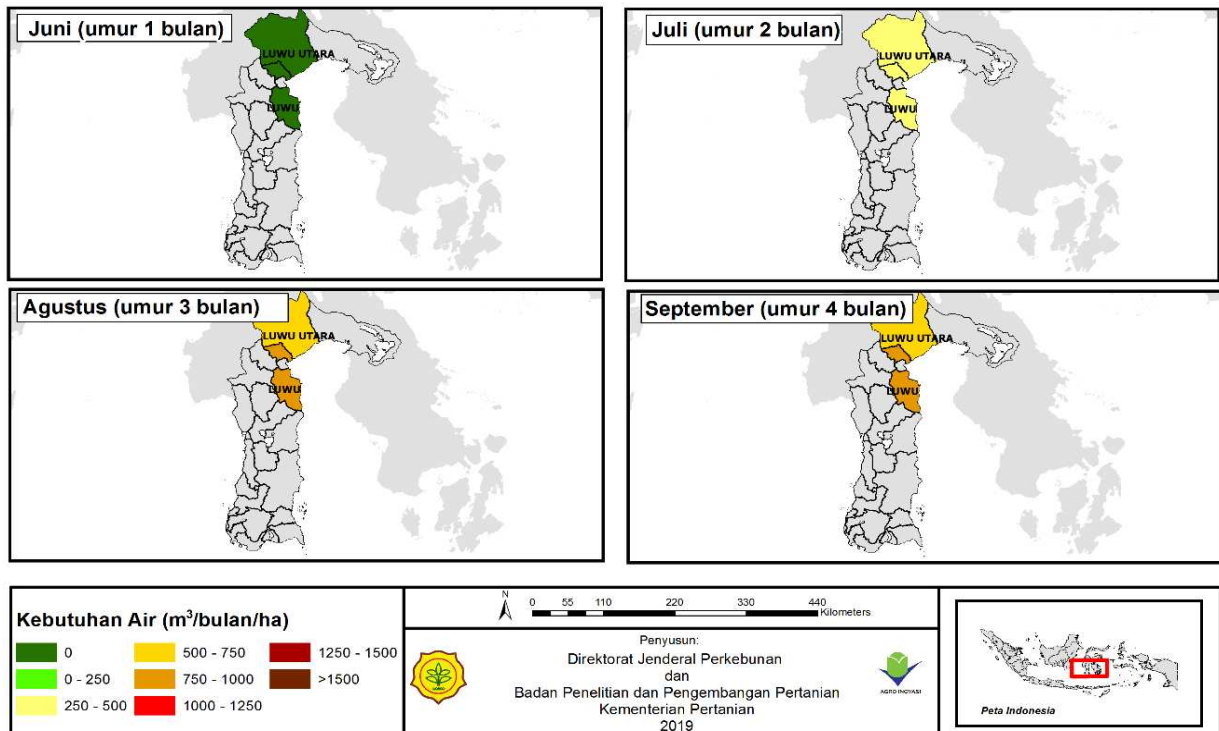 Juni (umur 1 bulan)
LUWU UTARA
LUWU
Juli (umur 2 bulan)
LUWU UTARA
LUWU
Agustus (umur 3 bulan)
LUWU UTARA
LUWU
September (umur 4 bulan)
LUWU UTARA
LUWU
Kebutuhan Air (m³/bulan/ha)
0
0 - 250
250 - 500
500 - 750
750 - 1000
1000 - 1250
1250 - 1500
>1500
N
0 55 110 220 330 440
Kilometers
Penyusun:
Direktorat Jenderal Perkebunan
dan
Badan Penelitian dan Pengembangan Pertanian
Kementerian Pertanian
2019
AGRO INOVASI
Peta Indonesia